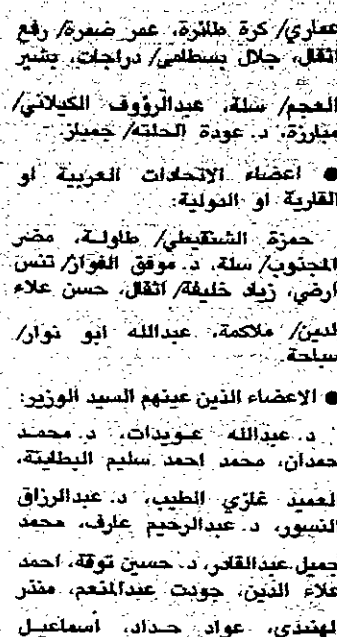 عماري/ كرة طائرة، عمر ضمرة/ رفع
اثقال، جلال بسطامي/ دراجات، بشير
العجم/ سلة، عبدالرؤوف الكيلاني/
مبارزة، د. عودة الحلته/ جمباز.
● اعضاء الاتحادات العربية او
القارية او الدولية:
حمزة الشنقيطي/ طاولة، مضر
المجذوب/ سلة، د. موفق الفواز/ تنس
ارضي، زياد خليفة/ اثقال، حسن علاء
الدين/ ملاكمة، عبدالله ابو نوار/
سباحة.
● الاعضاء الذين عينهم السيد الوزير:
د. عبدالله عويدات، د. محمد
حمدان، محمد احمد سليم البطاينة،
العميد غازي الطيب، د. عبدالرزاق
النسور، د. عبدالرحيم عارف، محمد
جميل عبدالقادر، د. حسين توقة، احمد
علاء الدين، جودت عبدالمنعم، منذر
المهندي، عواد حداد، اسماعيل